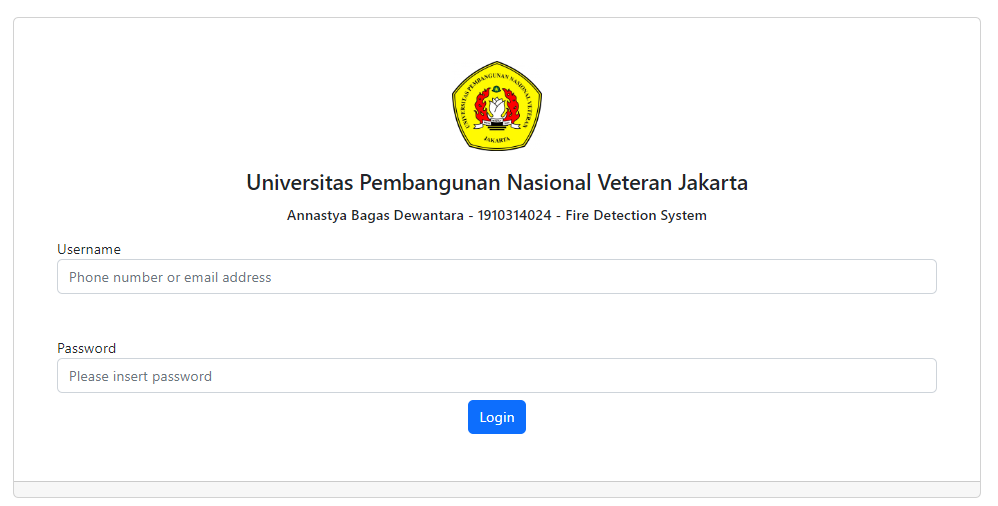 UNIVERSITAS PEMBANGUNAN NASIONAL VETERAN
JAKARTA
Universitas Pembangunan Nasional Veteran Jakarta
Annastya Bagas Dewantara - 1910314024 - Fire Detection System
Username
Phone number or email address
Password
Please insert password
Login